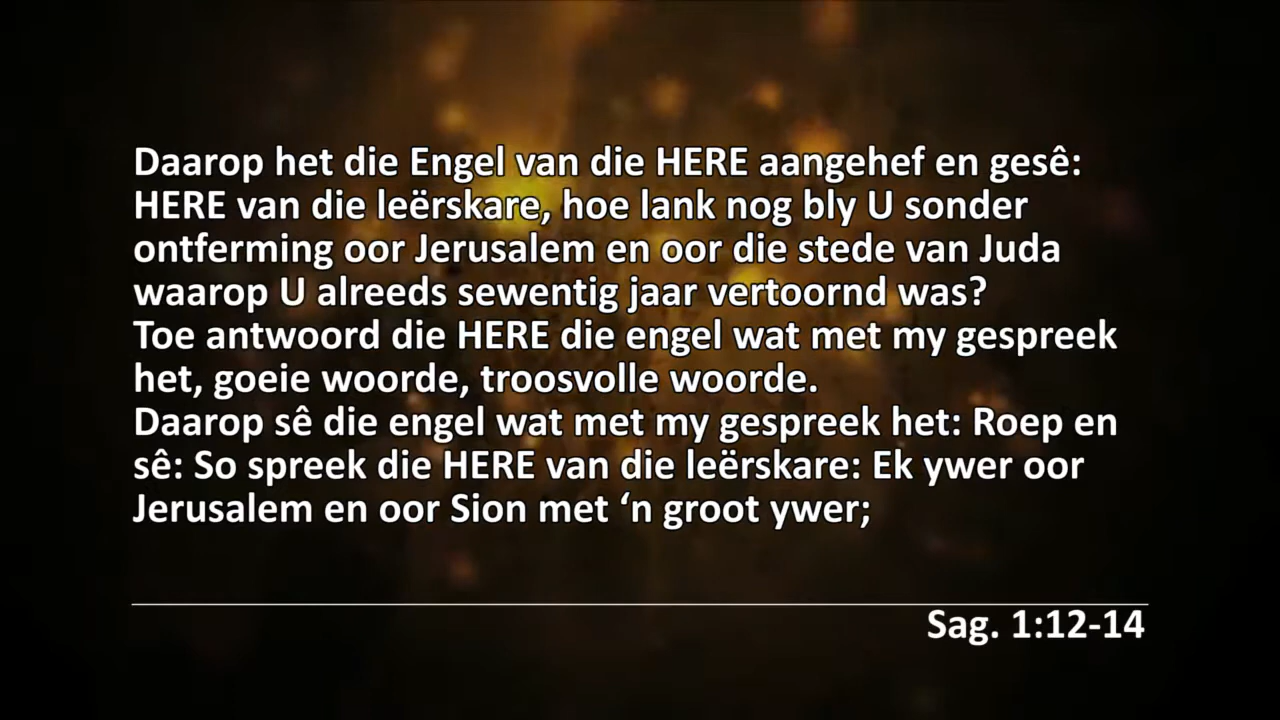 Daarop het die Engel van die HERE aangehef en gesê:
HERE van die leërskare, hoe lank nog bly U sonder
ontferming oor Jerusalem en oor die stede van Juda
waarop U alreeds sewentig jaar vertoornd was?
Toe antwoord die HERE die engel wat met my gespreek
het, goeie woorde, troosvolle woorde.
Daarop sê die engel wat met my gespreek het: Roep en
sê: So spreek die HERE van die leërskare: Ek ywer oor
Jerusalem en oor Sion met ‘n groot ywer;
Sag. 1:12-14